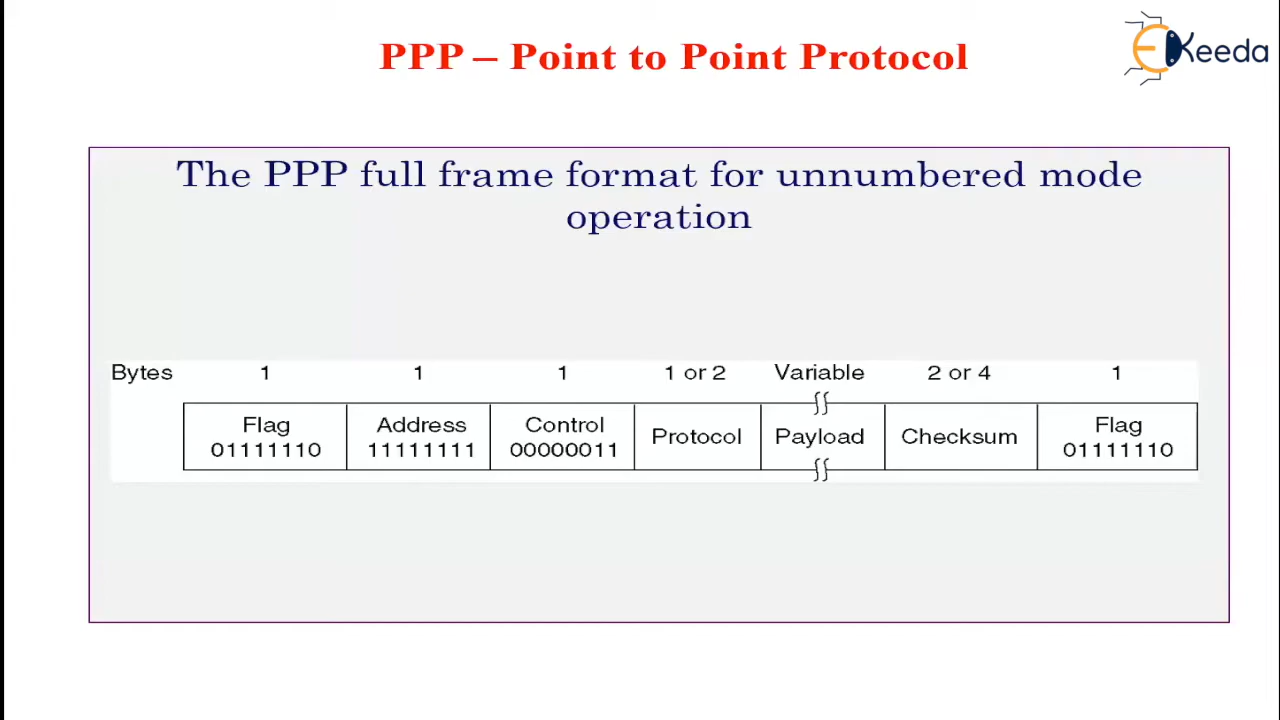 PPP – Point to Point Protocol
EKeeda
The PPP full frame format for unnumbered mode
operation
Bytes 1 1 1 1 or 2 Variable 2 or 4 1
Flag Address Control Protocol Payload Checksum Flag
01111110 11111111 00000011 01111110